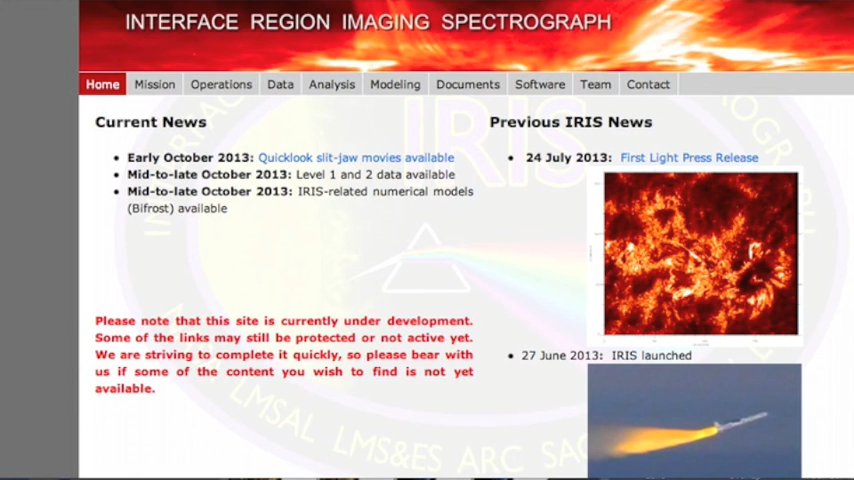 INTERFACE REGION IMAGING SPECTROGRAPH
Home Mission Operations Data Analysis Modeling Documents Software Team Contact
Current News
• Early October 2013: Quicklook slit-jaw movies available
• Mid-to-late October 2013: Level 1 and 2 data available
• Mid-to-late October 2013: IRIS-related numerical models
(Bifrost) available
Please note that this site is currently under development.
Some of the links may still be protected or not active yet.
We are striving to complete it quickly, so please bear with
us if some of the content you wish to find is not yet
available.
Previous IRIS News
• 24 July 2013: First Light Press Release
• 27 June 2013: IRIS launched
IRIS
LMSAL LMS&ES ARC